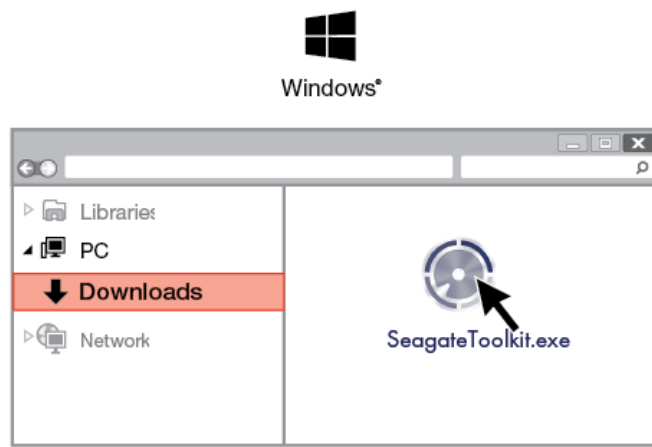 Windows®
Libraries
PC
Downloads
SeagateToolkit.exe
Network